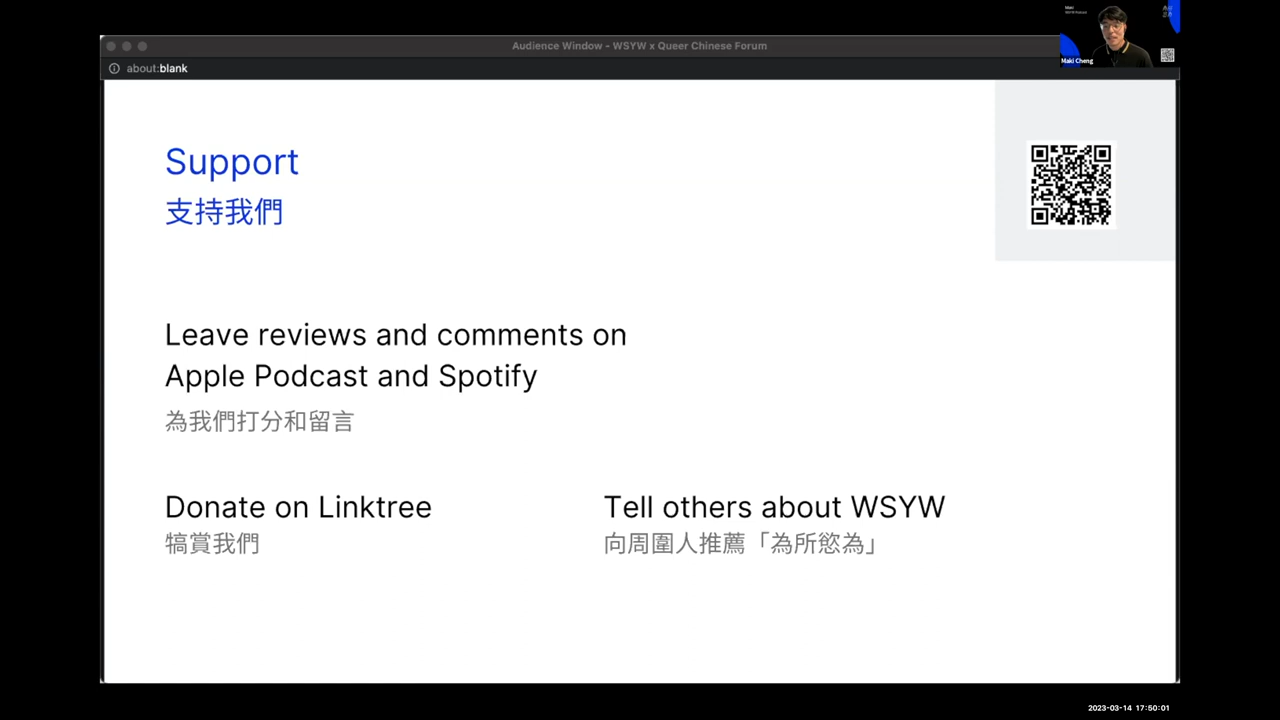 Audience Window - WSYW x Queer Chinese Forum
about:blank
Maki Cheng
Support
支持我們
Leave reviews and comments on
Apple Podcast and Spotify
為我們打分和留言
Donate on Linktree
犒賞我們
Tell others about WSYW
向周圍人推薦「為所慾為」
2023-03-14 17:50:01